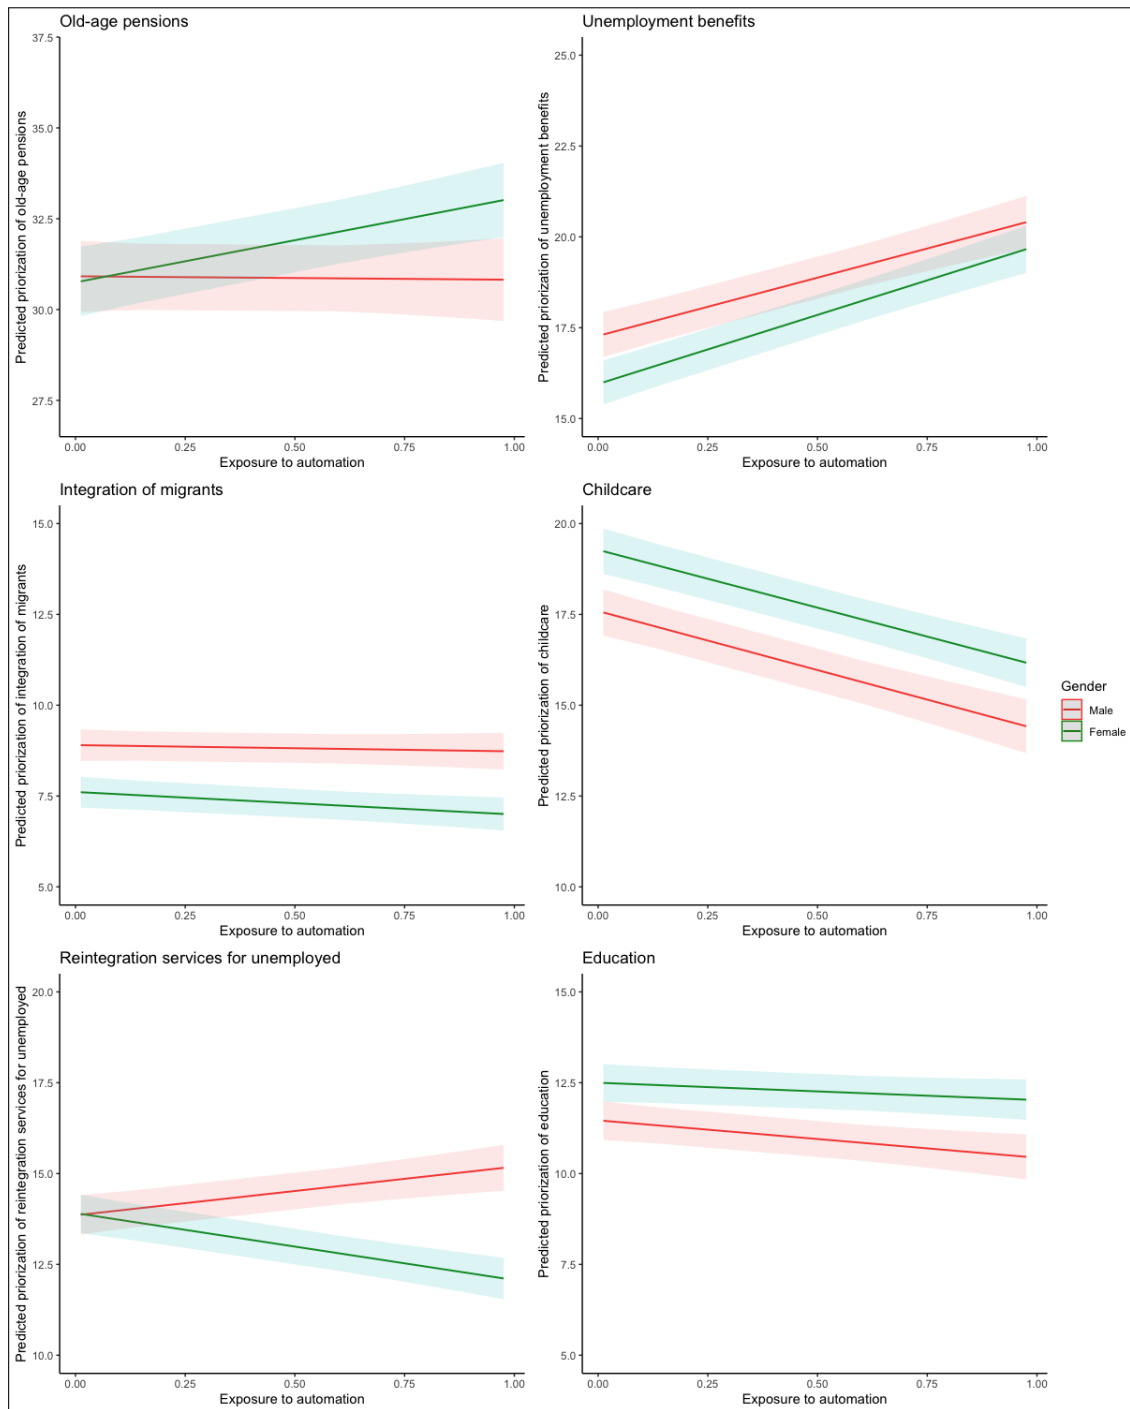 Old-age pensions
Predicted priorization of old-age pensions
37.5
35.0
32.5
30.0
27.5
0.00 0.25 0.50 0.75 1.00
Exposure to automation
Unemployment benefits
Predicted priorization of unemployment benefits
25.0
22.5
20.0
17.5
15.0
0.00 0.25 0.50 0.75 1.00
Exposure to automation
Integration of migrants
Predicted priorization of integration of migrants
15.0
12.5
10.0
7.5
5.0
0.00 0.25 0.50 0.75 1.00
Exposure to automation
Childcare
Predicted priorization of childcare
20.0
17.5
15.0
12.5
10.0
0.00 0.25 0.50 0.75 1.00
Exposure to automation
Gender
Male
Female
Reintegration services for unemployed
Predicted priorization of reintegration services for unemployed
20.0
17.5
15.0
12.5
10.0
0.00 0.25 0.50 0.75 1.00
Exposure to automation
Education
Predicted priorization of education
15.0
12.5
10.0
7.5
5.0
0.00 0.25 0.50 0.75 1.00
Exposure to automation